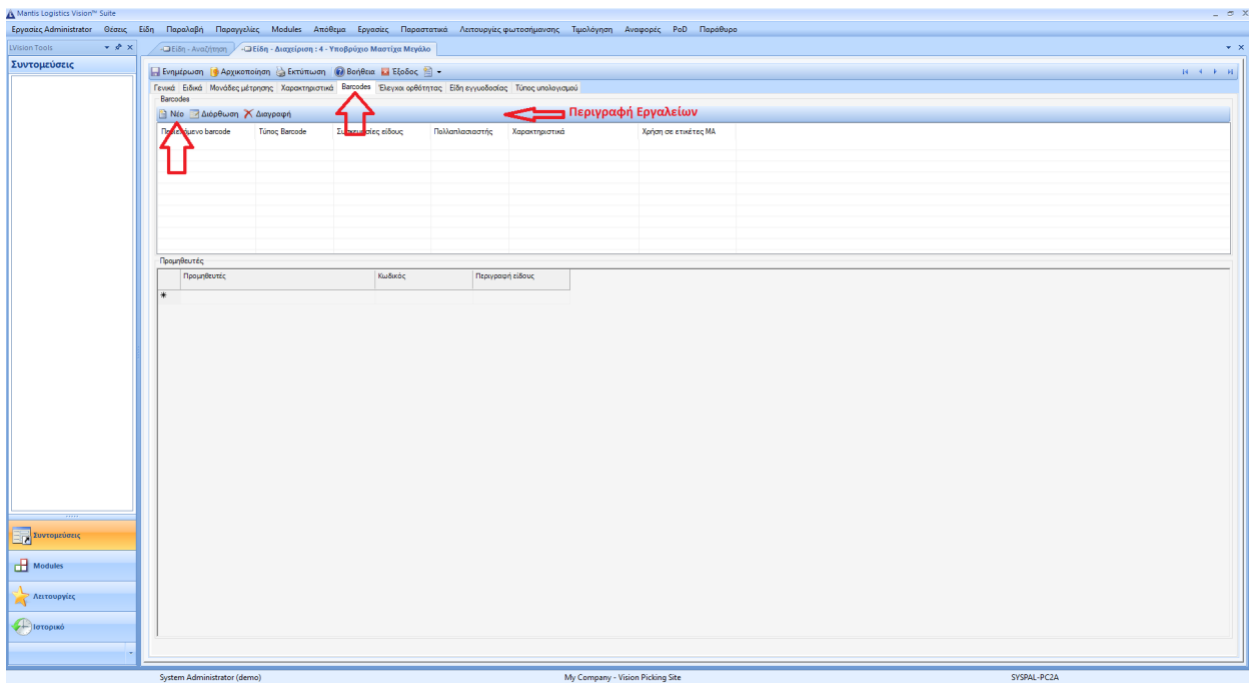 Mantis Logistics Vision™ Suite
Εργασίες Administrator Θέσεις Είδη Παραλαβή Παραγγελίες Modules Απόθεμα Εργασίες Παραστατικά Λειτουργίες φωτοσήμανσης Τιμολόγηση Αναφορές PoD Παράθυρο
LVision Tools
Είδη - Αναζήτηση Είδη - Διαχείριση : 4 - Υποβρύχιο Μαστίχα Μεγάλο
Συντομεύσεις
Ενημέρωση Αρχικοποίηση Εκτύπωση Βοήθεια Έξοδος
Γενικά Ειδικά Μονάδες μέτρησης Χαρακτηριστικά Barcodes Έλεγχοι ορθότητας Είδη εγγυοδοσίας Τύπος υπολογισμού
Barcodes
Νέο Διόρθωση Διαγραφή
Περιγραφή Εργαλείων
barcode Τύπος Barcode είδους Πολλαπλασιαστής Χαρακτηριστικά Χρήση σε ετικέτες ΜΑ
Προμηθευτές
Προμηθευτές Κωδικός Περιγραφή είδους
Συντομεύσεις
Modules
Λειτουργίες
Ιστορικό
System Administrator (demo) My Company - Vision Picking Site SYSPAL-PC2A